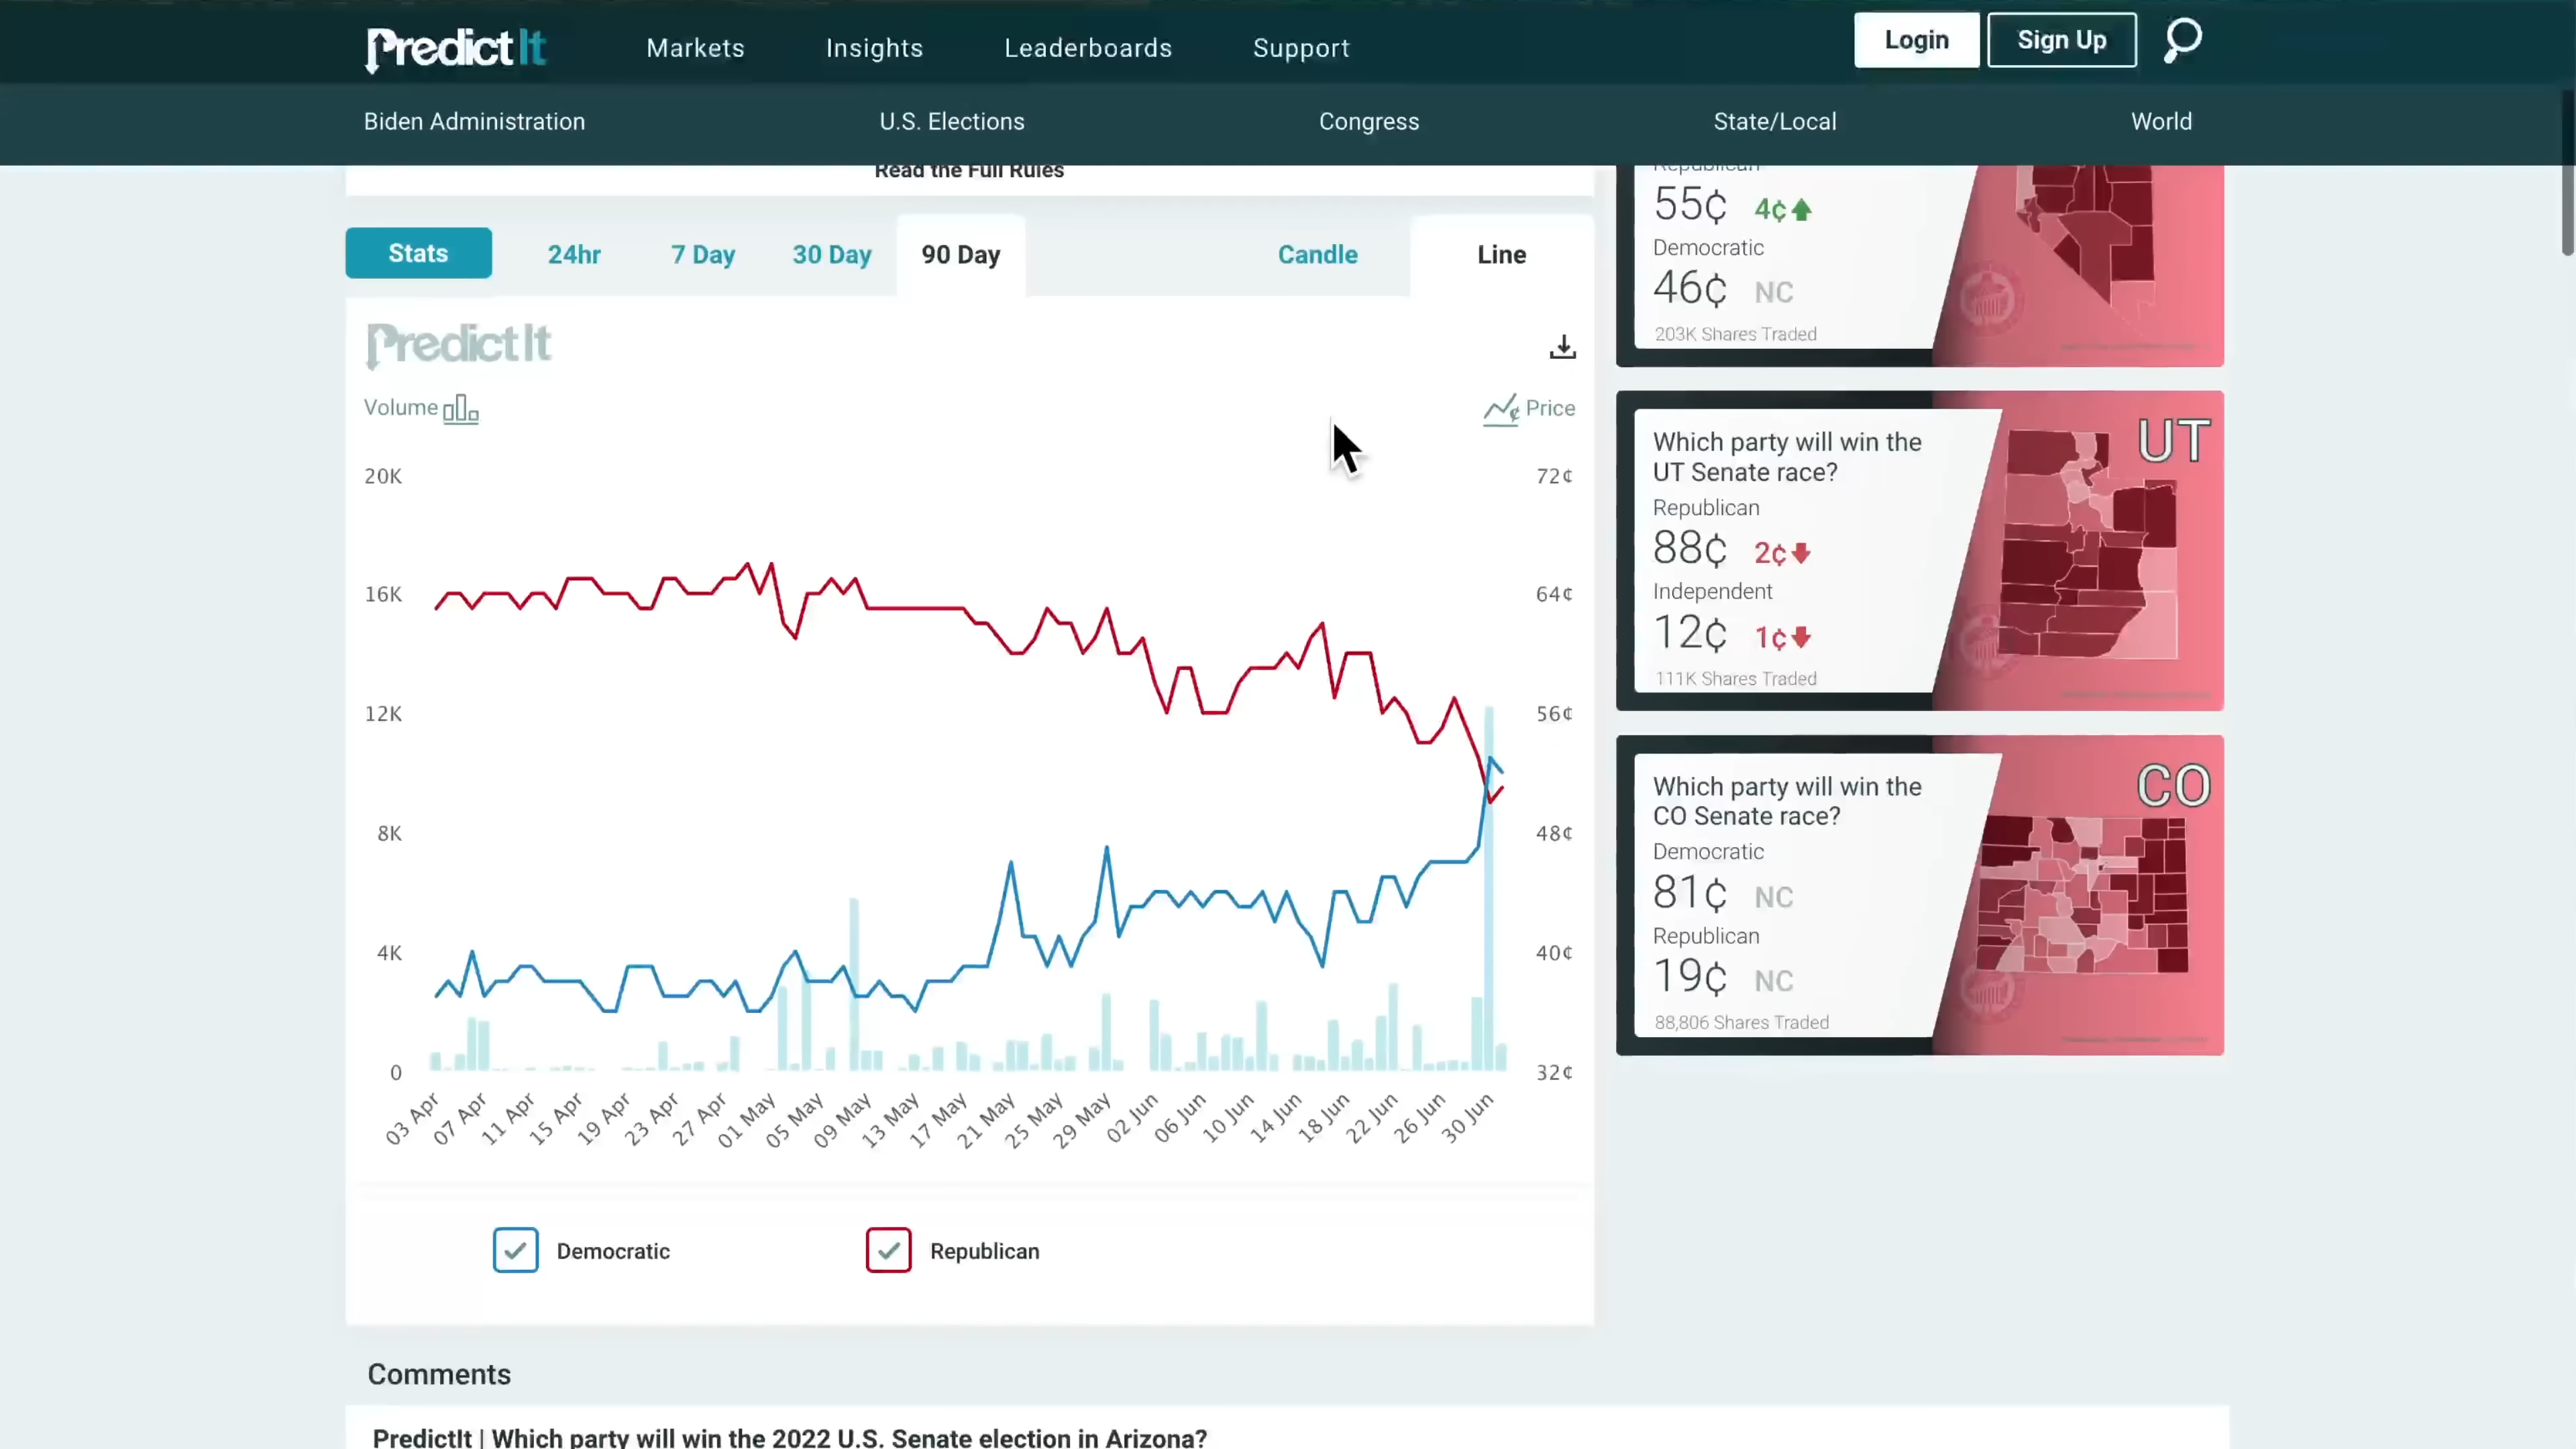 PredictIt
Markets
Insights
Leaderboards
Support
Login
Sign Up
Biden Administration
U.S. Elections
Congress
State/Local
World
Read the Full Rules
Stats
24hr
7 Day
30 Day
90 Day
Candle
Line
PredictIt
Volume
Price
20K
16K
12K
8K
4K
0
72¢
64¢
56¢
48¢
40¢
32¢
03 Apr
07 Apr
11 Apr
15 Apr
19 Apr
23 Apr
27 Apr
01 May
05 May
09 May
13 May
17 May
21 May
25 May
29 May
02 Jun
06 Jun
10 Jun
14 Jun
18 Jun
22 Jun
26 Jun
30 Jun
Democratic
Republican
Comments
PredictIt | Which party will win the 2022 U.S. Senate election in Arizona?
Republican
55¢ 4¢
Democratic
46¢ NC
203K Shares Traded
UT
Which party will win the
UT Senate race?
Republican
88¢ 2¢
Independent
12¢ 1¢
111K Shares Traded
CO
Which party will win the
CO Senate race?
Democratic
81¢ NC
Republican
19¢ NC
88,806 Shares Traded